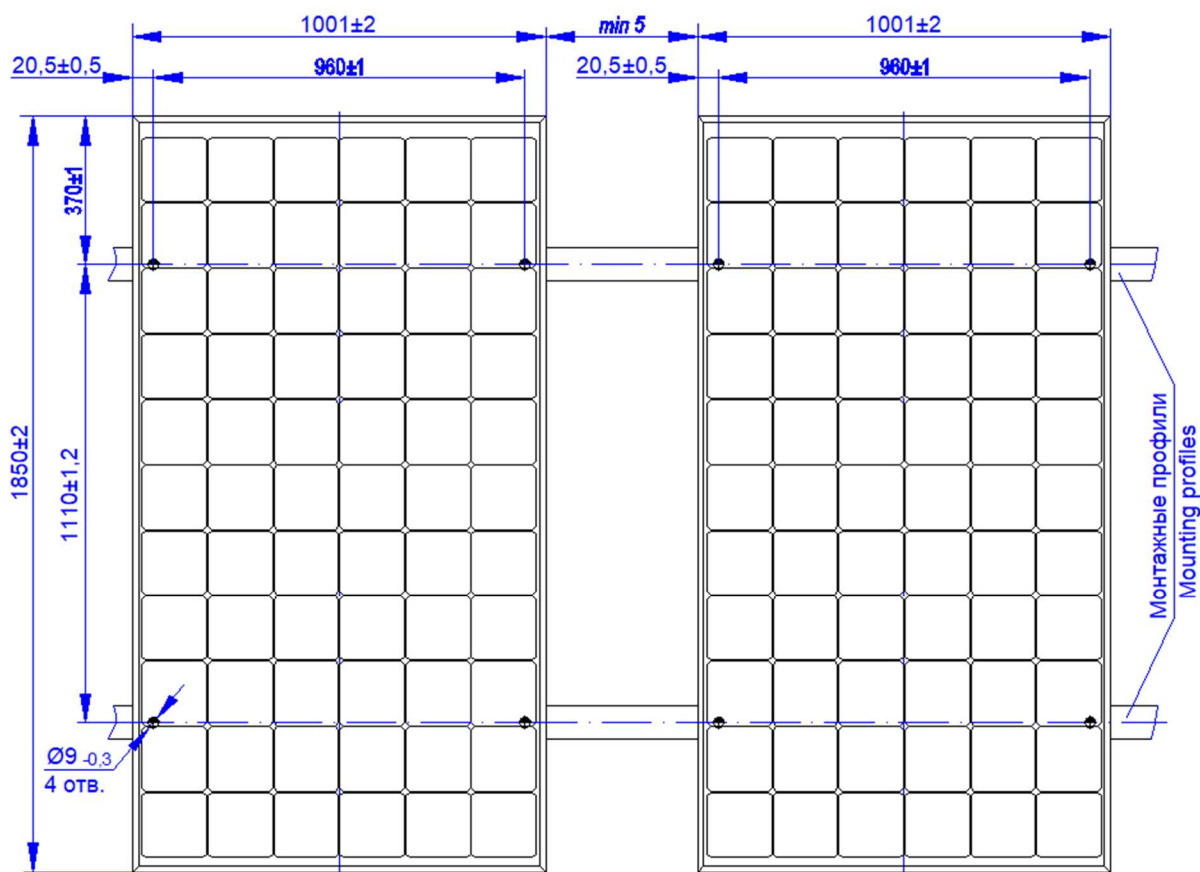 1001±2
min 5
1001±2
20,5±0,5
960±1
20,5±0,5
960±1
370±1
1850±2
1110±1,2
Монтажные профили
Mounting profiles
Ø9 -0,3
4 отв.